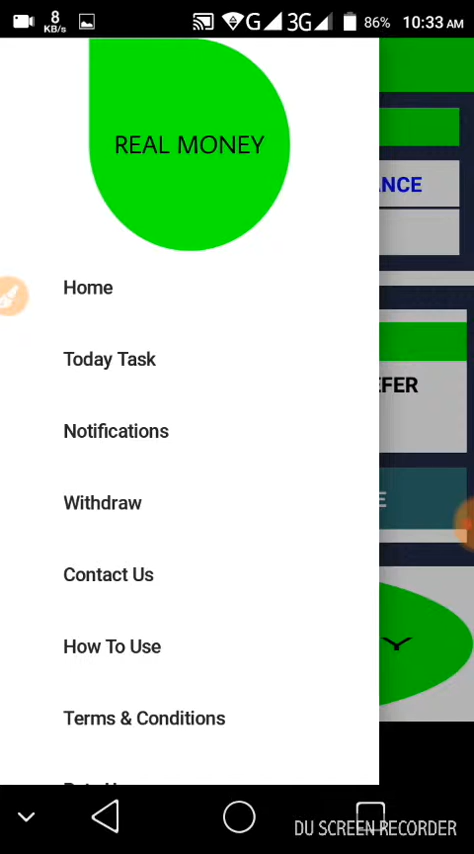 8
KB/s
G
3G
86%
10:33 AM
REAL MONEY
ANCE
Home
Today Task
EFER
Notifications
Withdraw
E
Contact Us
How To Use
Y
Terms & Conditions
DU SCREEN RECORDER